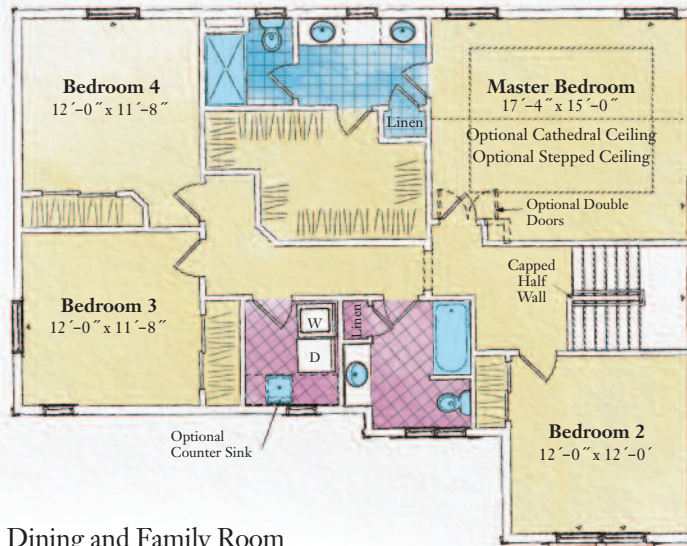 Bedroom 4
12´-0˝ x 11´-8˝
Master Bedroom
17´-4˝ x 15´-0˝
Linen
Optional Cathedral Ceiling
Optional Stepped Ceiling
Optional Double
Doors
Capped
Half
Wall
Bedroom 3
12´-0˝ x 11´-8˝
W
D
Linen
Optional
Counter Sink
Bedroom 2
12´-0˝ x 12´-0´
Dining and Family Room